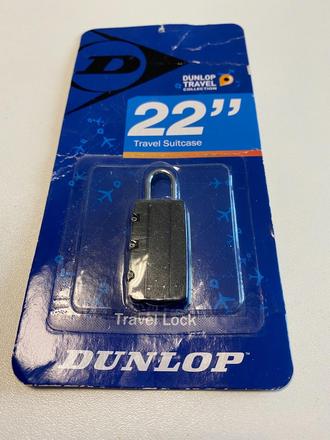 DUNLOP
TRAVEL
COLLECTION
22”
Travel Suitcase
Travel Lock
DUNLOP